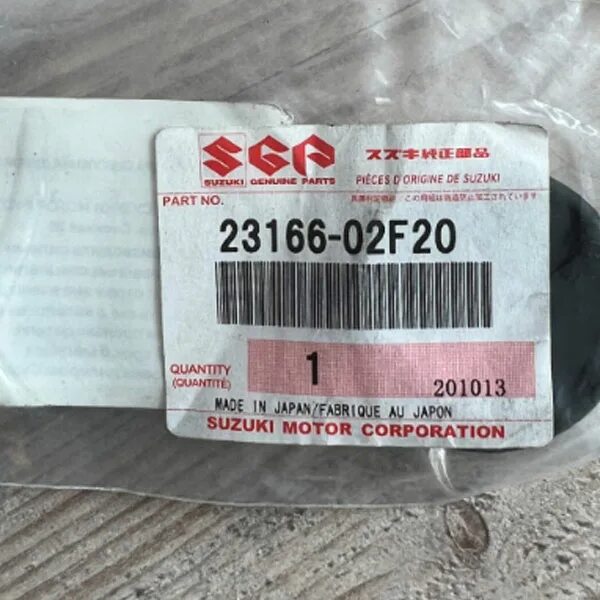 SGP スズキ純正部品
SUZUKI GENUINE PARTS PIÈCES D'ORIGINE DE SUZUKI
PART NO.
23166-02F20
QUANTITY 1
(QUANTITÉ) 201013
MADE IN JAPAN/FABRIQUE AU JAPON
SUZUKI MOTOR CORPORATION